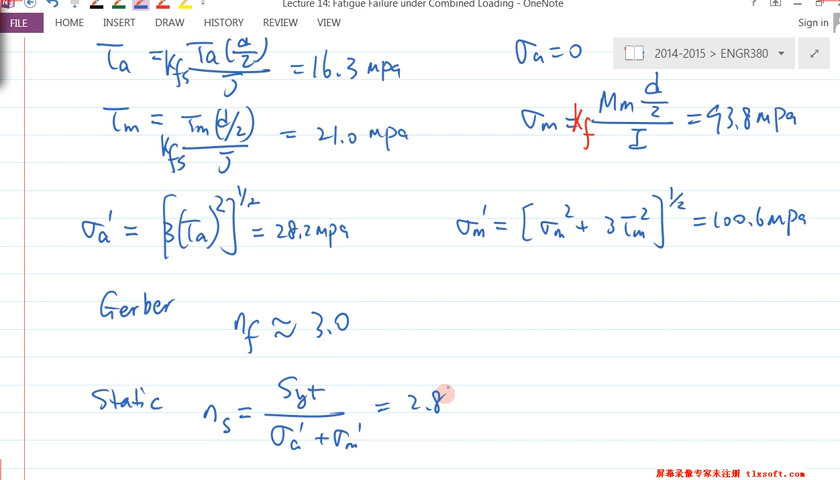 Lecture 14: Fatigue Failure under Combined Loading - OneNote
FILE HOME INSERT DRAW HISTORY REVIEW VIEW Sign in
2014-2015 > ENGR380
τa = kfs Ta(d/2)/J = 16.3 mpa
σa = 0
τm = kfs Tm(d/2)/J = 21.0 mpa
σm = kf Mm d/2 / I = 93.8 mpa
σa' = [3(τa)²]^1/2 = 28.2 mpa
σm' = [σm² + 3τm²]^1/2 = 100.6 mpa
Gerber nf ≈ 3.0
Static ns = Syt / (σa' + σm') = 2.8
屏幕录像专家未注册 tlxsoft.com